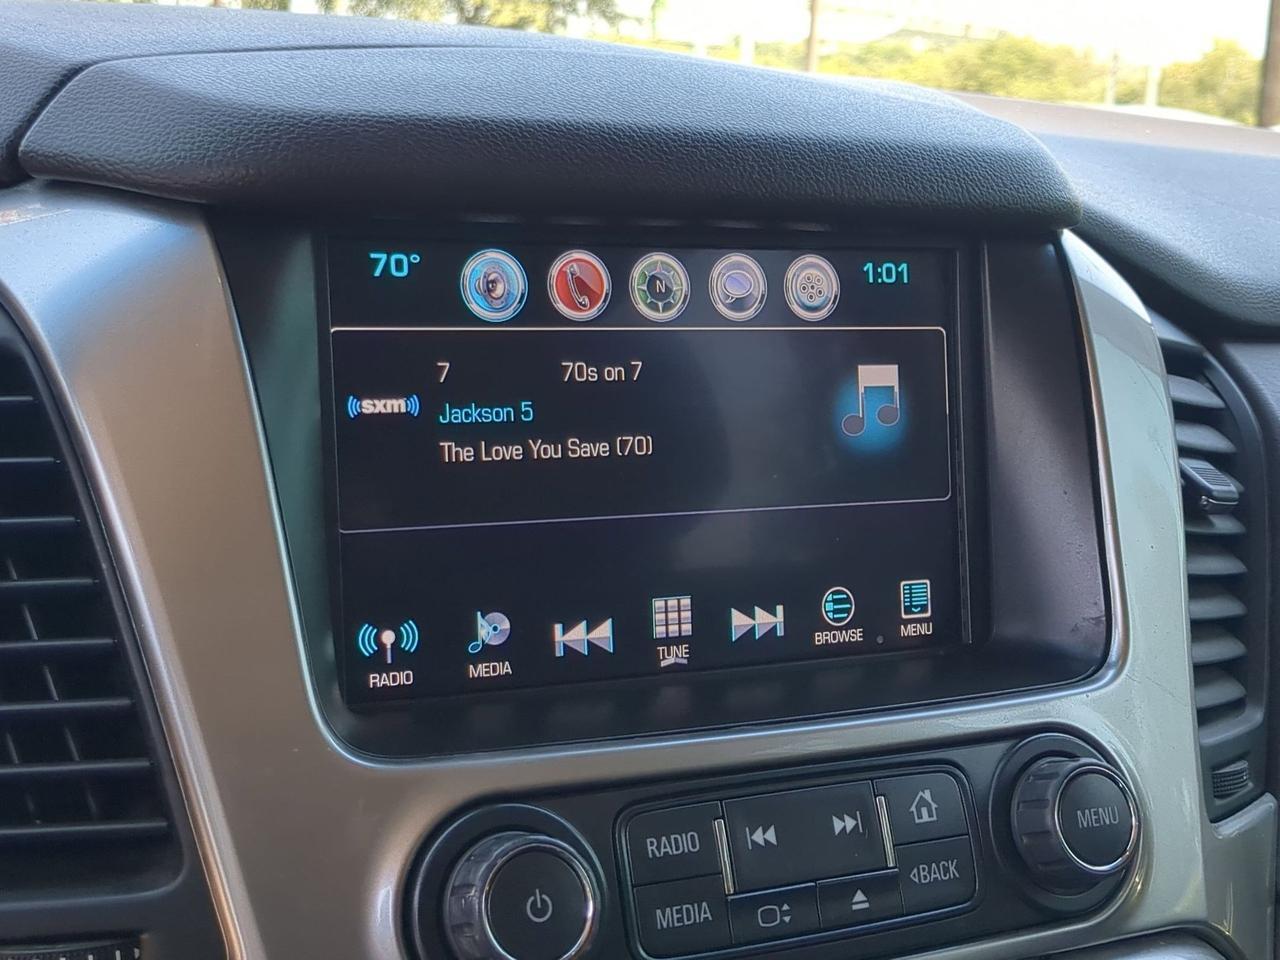 70° N 1:01
7 70s on 7
((sxm))
Jackson 5
The Love You Save (70)
RADIO MEDIA TUNE BROWSE MENU
RADIO
MENU
BACK
MEDIA